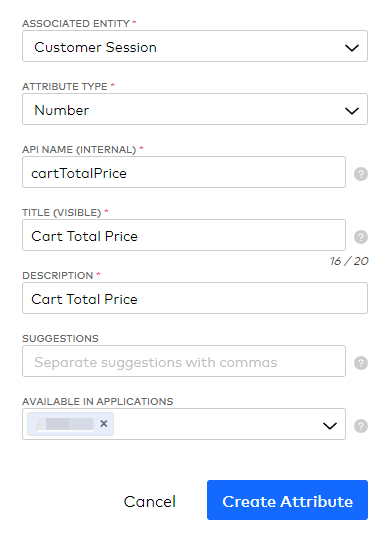 ASSOCIATED ENTITY *
Customer Session
ATTRIBUTE TYPE *
Number
API NAME (INTERNAL) *
cartTotalPrice
?
TITLE (VISIBLE) *
Cart Total Price
?
16 / 20
DESCRIPTION *
Cart Total Price
SUGGESTIONS
Separate suggestions with commas
?
AVAILABLE IN APPLICATIONS
×
?
Cancel
Create Attribute